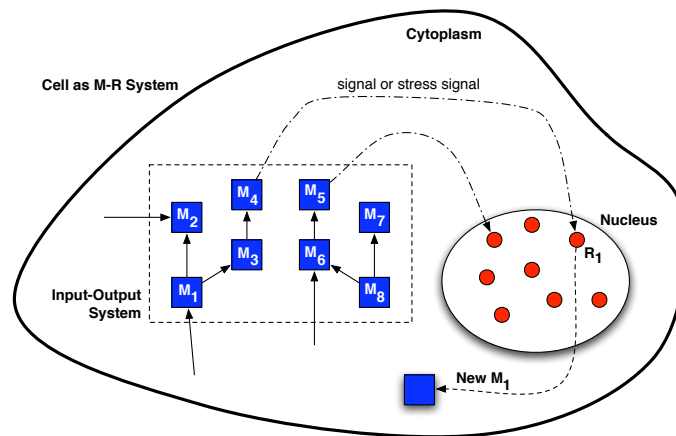 Cytoplasm
Cell as M-R System
signal or stress signal
M4
M5
M2
M7
Nucleus
M3
M6
R1
M1
M8
Input-Output
System
New M1